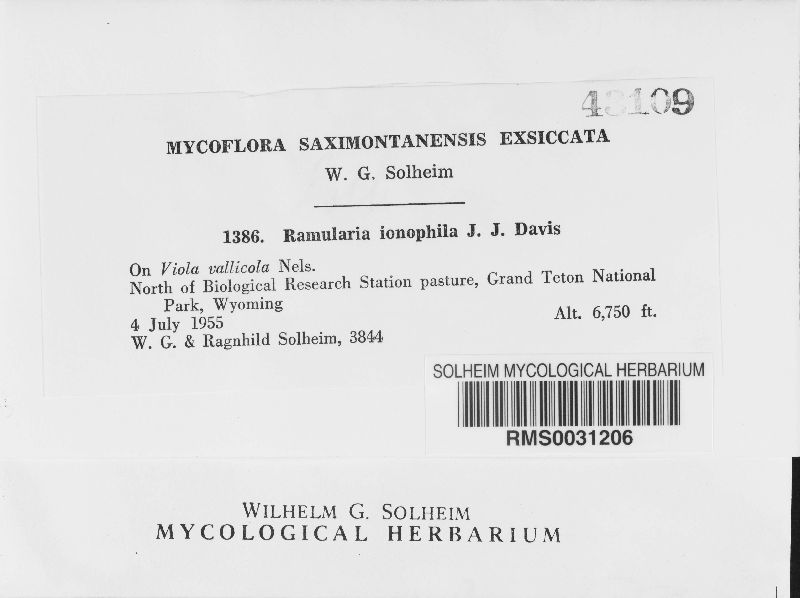 43109
MYCOFLORA SAXIMONTANENSIS EXSICCATA
W. G. Solheim
1386. Ramularia ionophila J. J. Davis
On Viola vallicola Nels.
North of Biological Research Station pasture, Grand Teton National
Park, Wyoming
Alt. 6,750 ft.
4 July 1955
W. G. & Ragnhild Solheim, 3844
SOLHEIM MYCOLOGICAL HERBARIUM
RMS0031206
WILHELM G. SOLHEIM
MYCOLOGICAL HERBARIUM